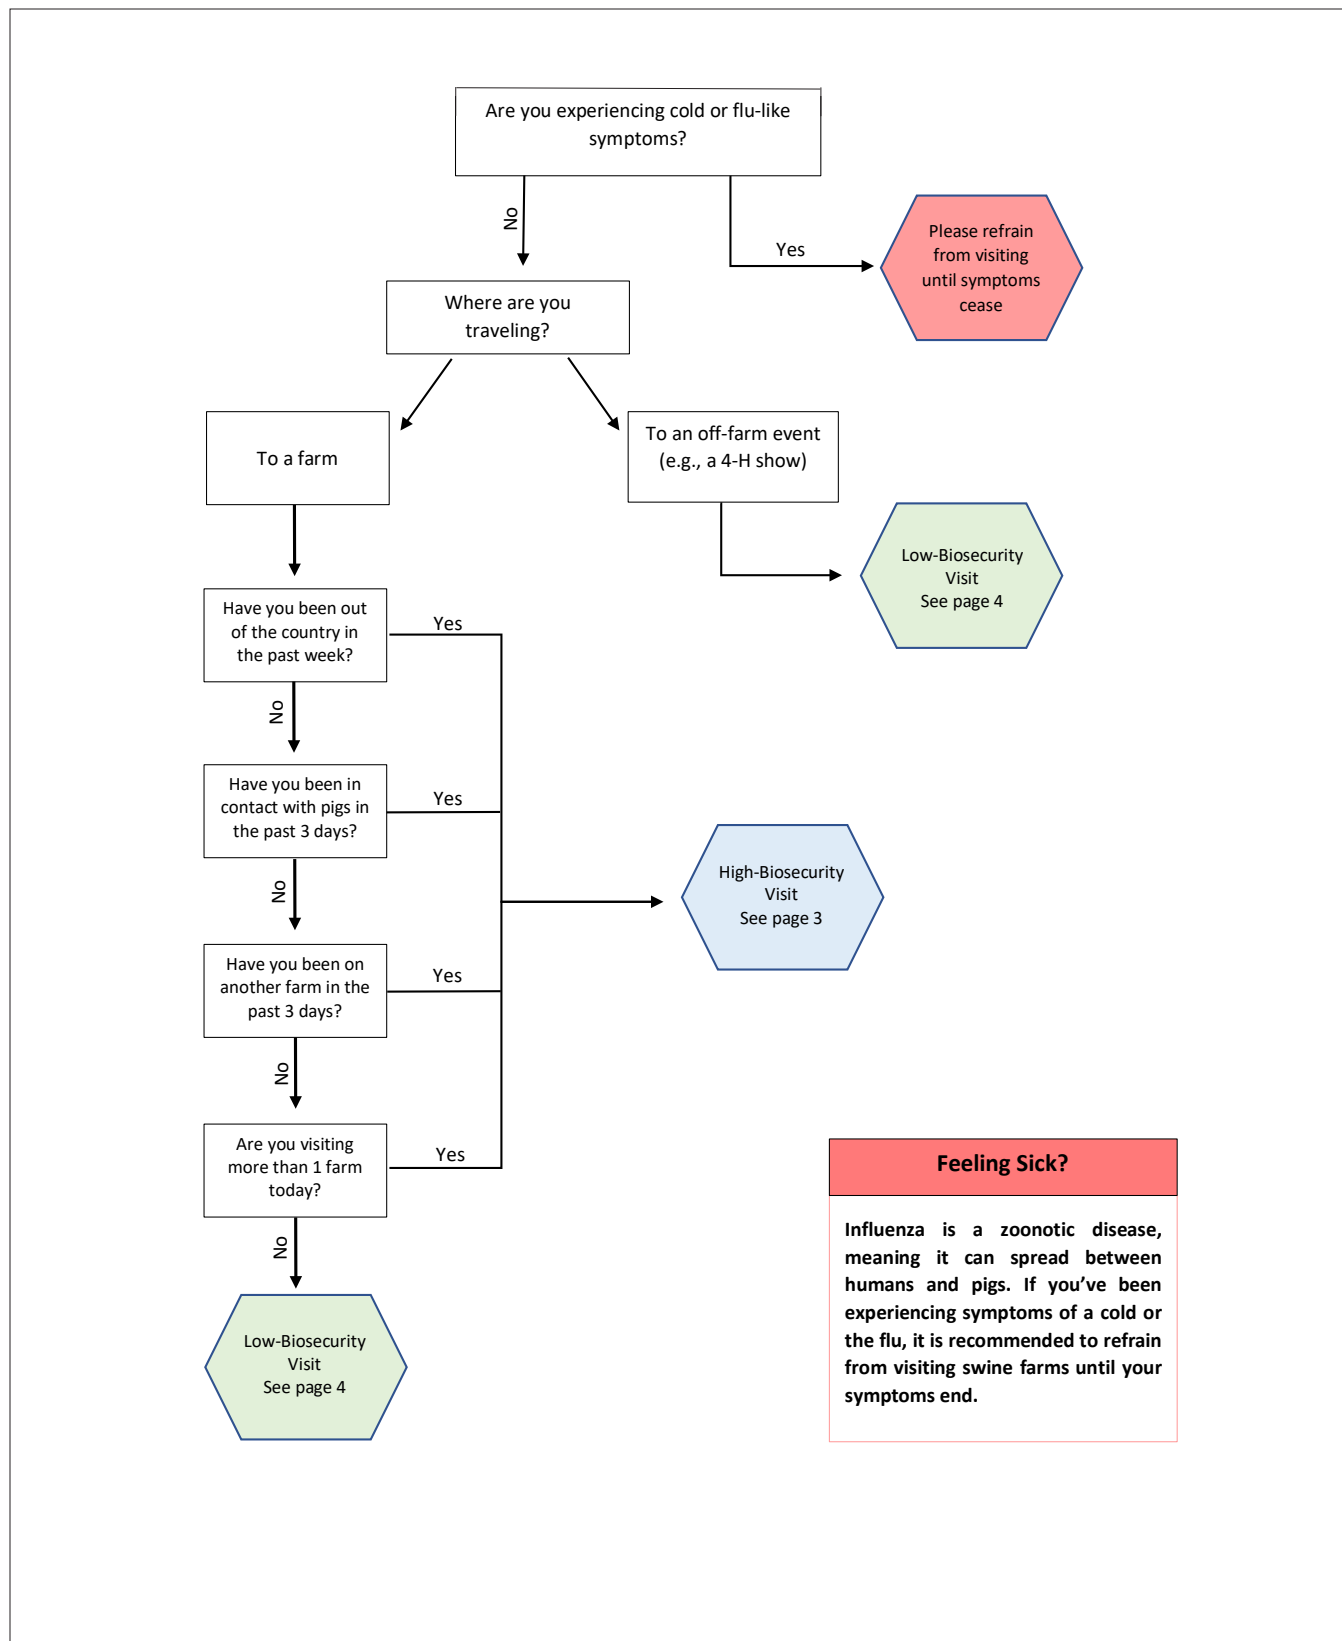 Are you experiencing cold or flu-like
symptoms?
No
Yes
Please refrain
from visiting
until symptoms
cease
Where are you
traveling?
To a farm
To an off-farm event
(e.g., a 4-H show)
Low-Biosecurity
Visit
See page 4
Have you been out
of the country in
the past week?
Yes
No
Have you been in
contact with pigs in
the past 3 days?
Yes
No
High-Biosecurity
Visit
See page 3
Have you been on
another farm in the
past 3 days?
Yes
No
Are you visiting
more than 1 farm
today?
Yes
No
Low-Biosecurity
Visit
See page 4
Feeling Sick?
Influenza is a zoonotic disease,
meaning it can spread between
humans and pigs. If you’ve been
experiencing symptoms of a cold or
the flu, it is recommended to refrain
from visiting swine farms until your
symptoms end.